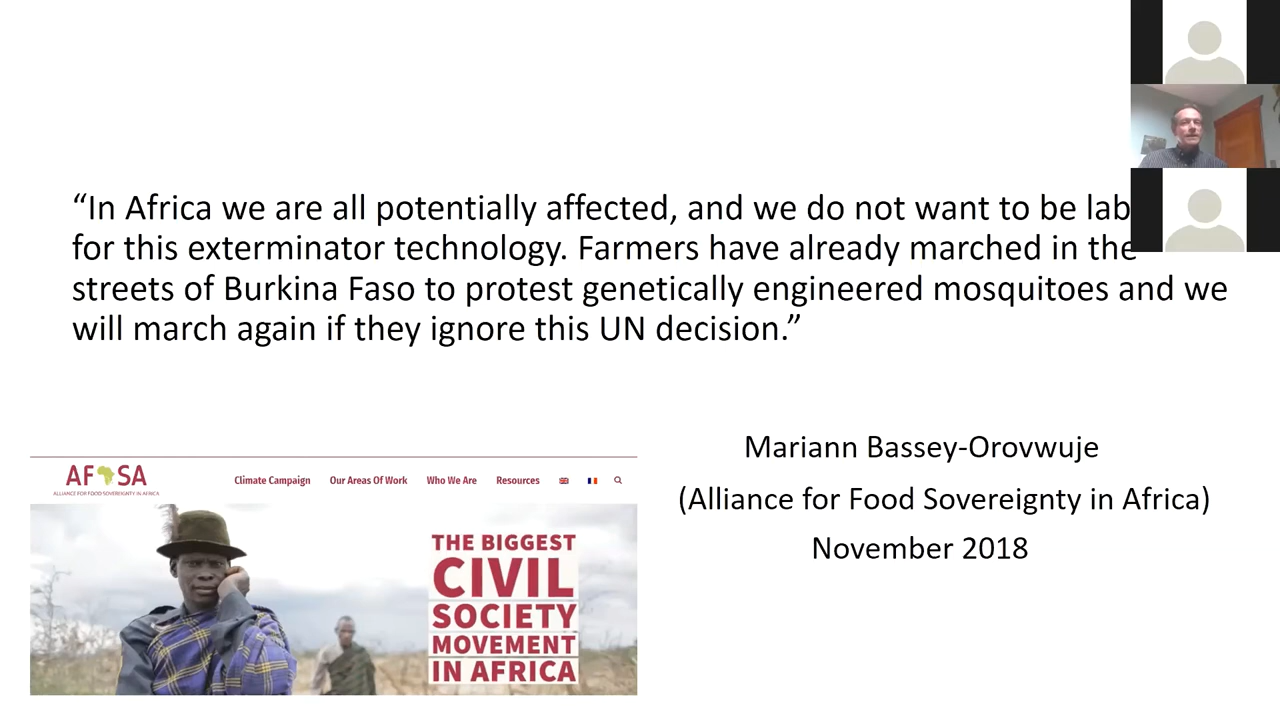 “In Africa we are all potentially affected, and we do not want to be lab
for this exterminator technology. Farmers have already marched in the
streets of Burkina Faso to protest genetically engineered mosquitoes and we
will march again if they ignore this UN decision.”
Mariann Bassey-Orovwuje
(Alliance for Food Sovereignty in Africa)
November 2018
AFSA
ALLIANCE FOR FOOD SOVEREIGNTY IN AFRICA
Climate Campaign Our Areas Of Work Who We Are Resources
THE BIGGEST
CIVIL
SOCIETY
MOVEMENT
IN AFRICA